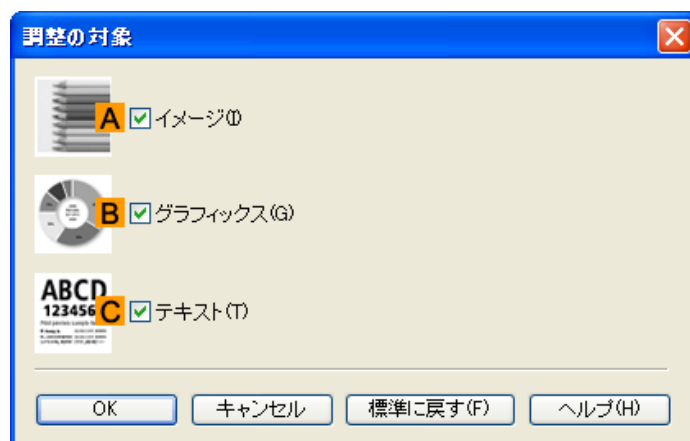 調整の対象
A イメージ(I)
B グラフィックス(G)
ABCD
123456
C テキスト(T)
OK キャンセル 標準に戻す(F) ヘルプ(H)